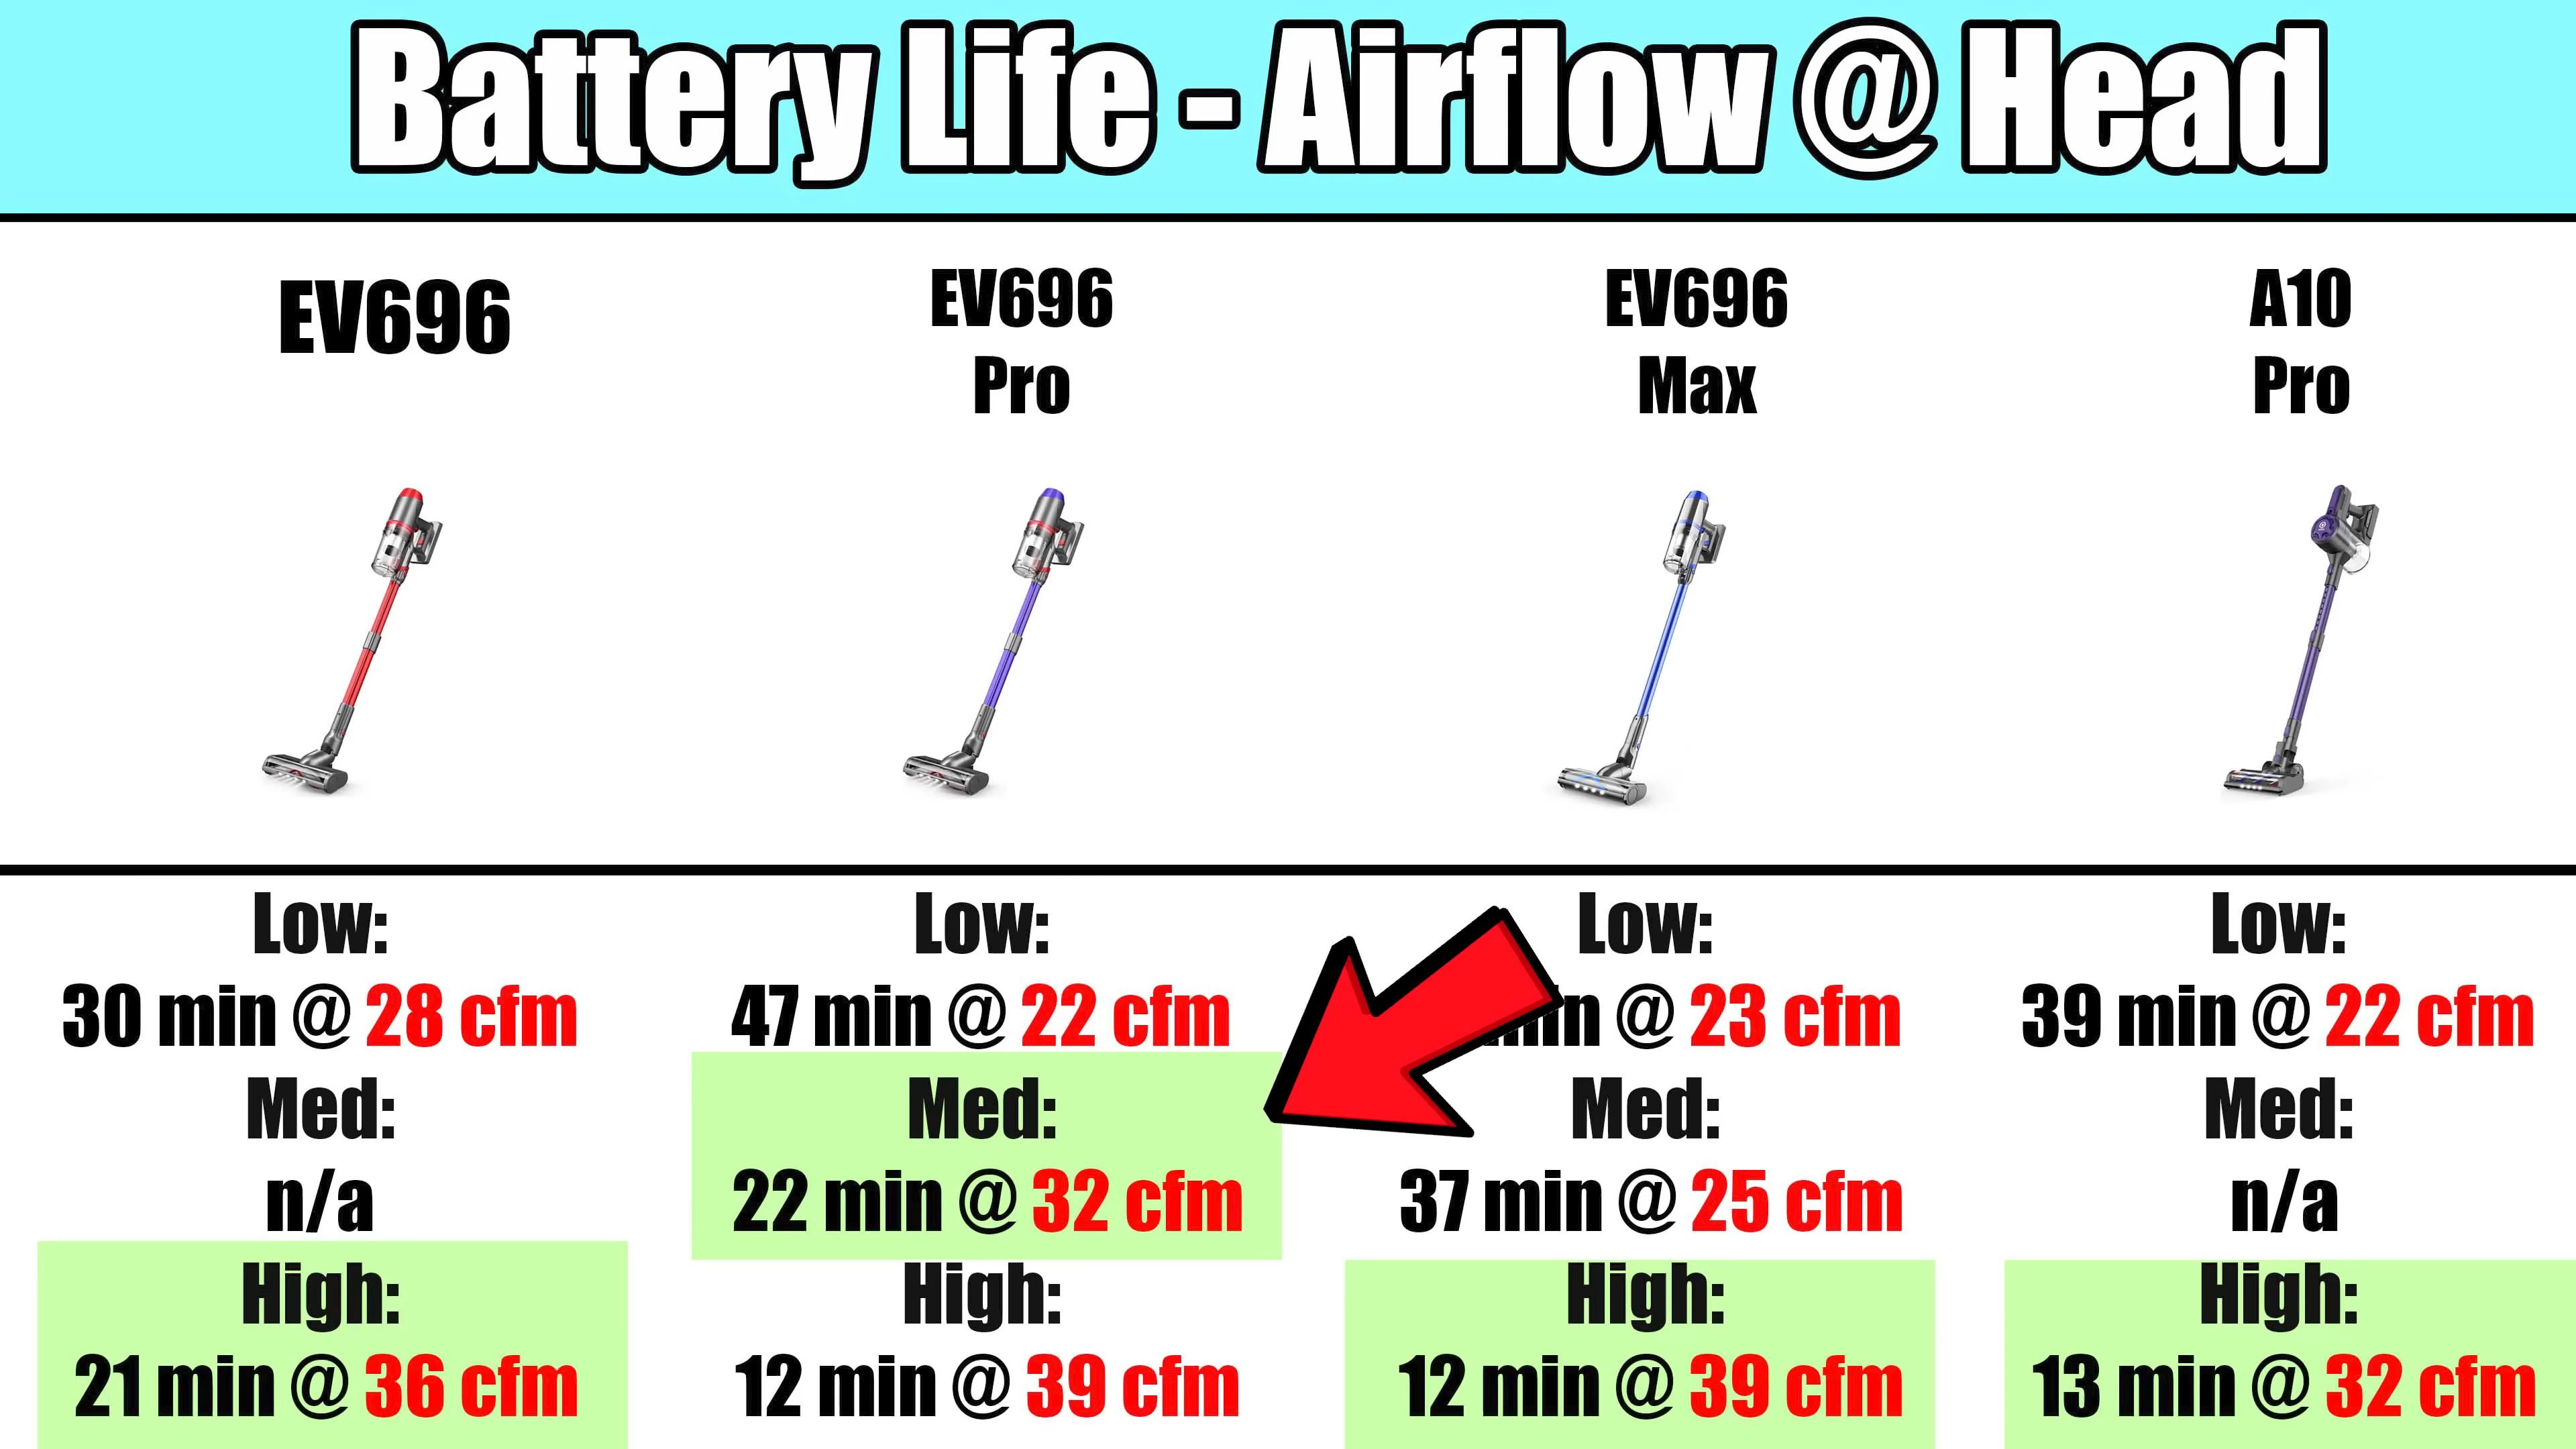 Battery Life - Airflow @ Head
EV696
EV696
Pro
EV696
Max
A10
Pro
Low:
30 min @ 28 cfm
Med:
n/a
High:
21 min @ 36 cfm
Low:
47 min @ 22 cfm
Med:
22 min @ 32 cfm
High:
12 min @ 39 cfm
Low:
@ 23 cfm
Med:
37 min @ 25 cfm
High:
12 min @ 39 cfm
Low:
39 min @ 22 cfm
Med:
n/a
High:
13 min @ 32 cfm